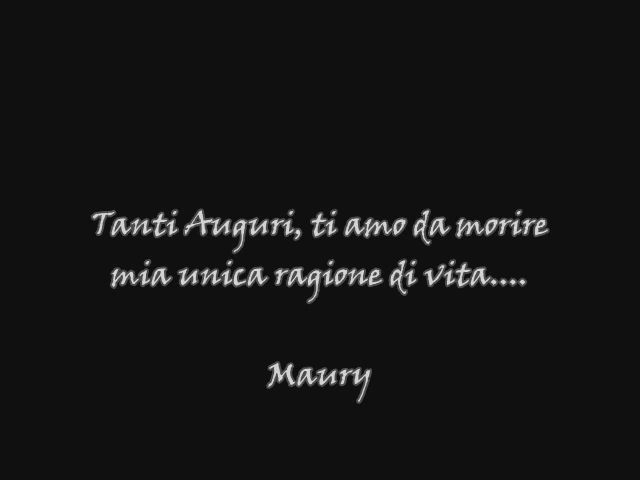 Tanti Auguri, ti amo da morire
mia unica ragione di vita....
Maury